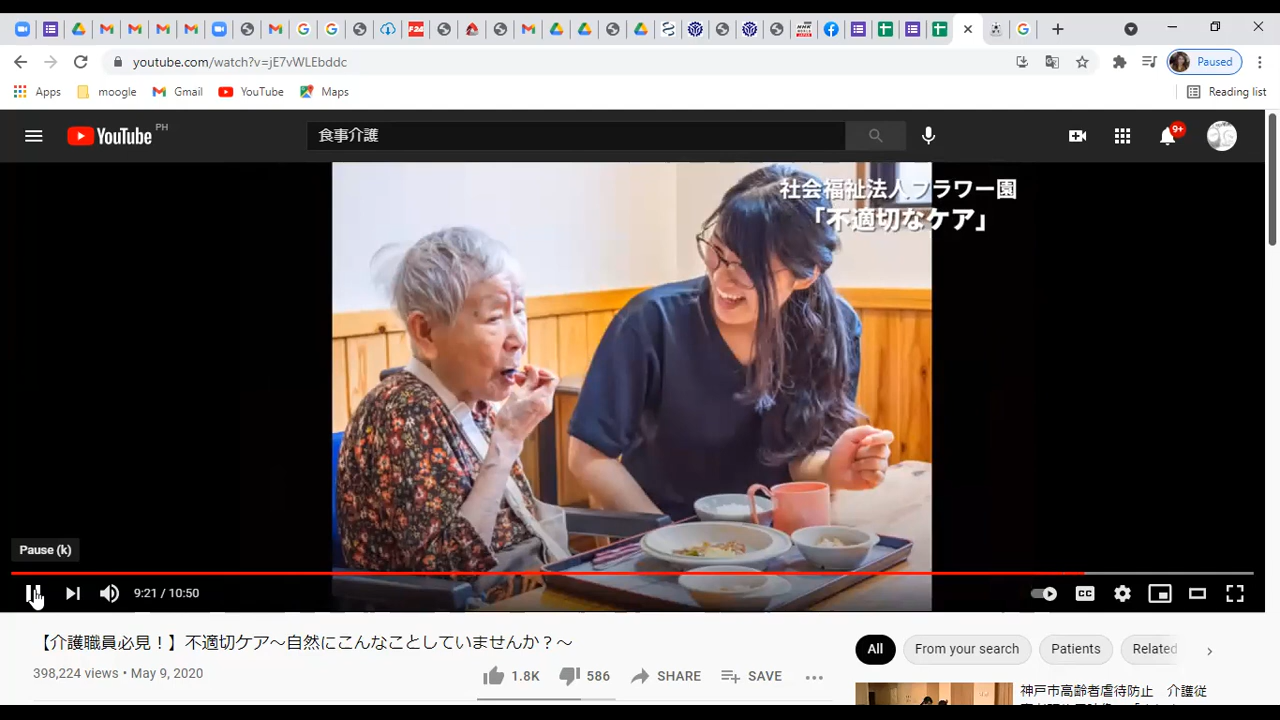 youtube.com/watch?v=jE7vWLEbddc
Paused
Apps
moogle
Gmail
YouTube
Maps
Reading list
YouTube PH
食事介護
9+
社会福祉法人フラワー園
「不適切なケア」
Pause (k)
9:21 / 10:50
CC
【介護職員必見！】不適切ケア～自然にこんなことしていませんか？～
398,224 views • May 9, 2020
1.8K
586
SHARE
SAVE
All
From your search
Patients
Related
神戸市高齢者虐待防止 介護従